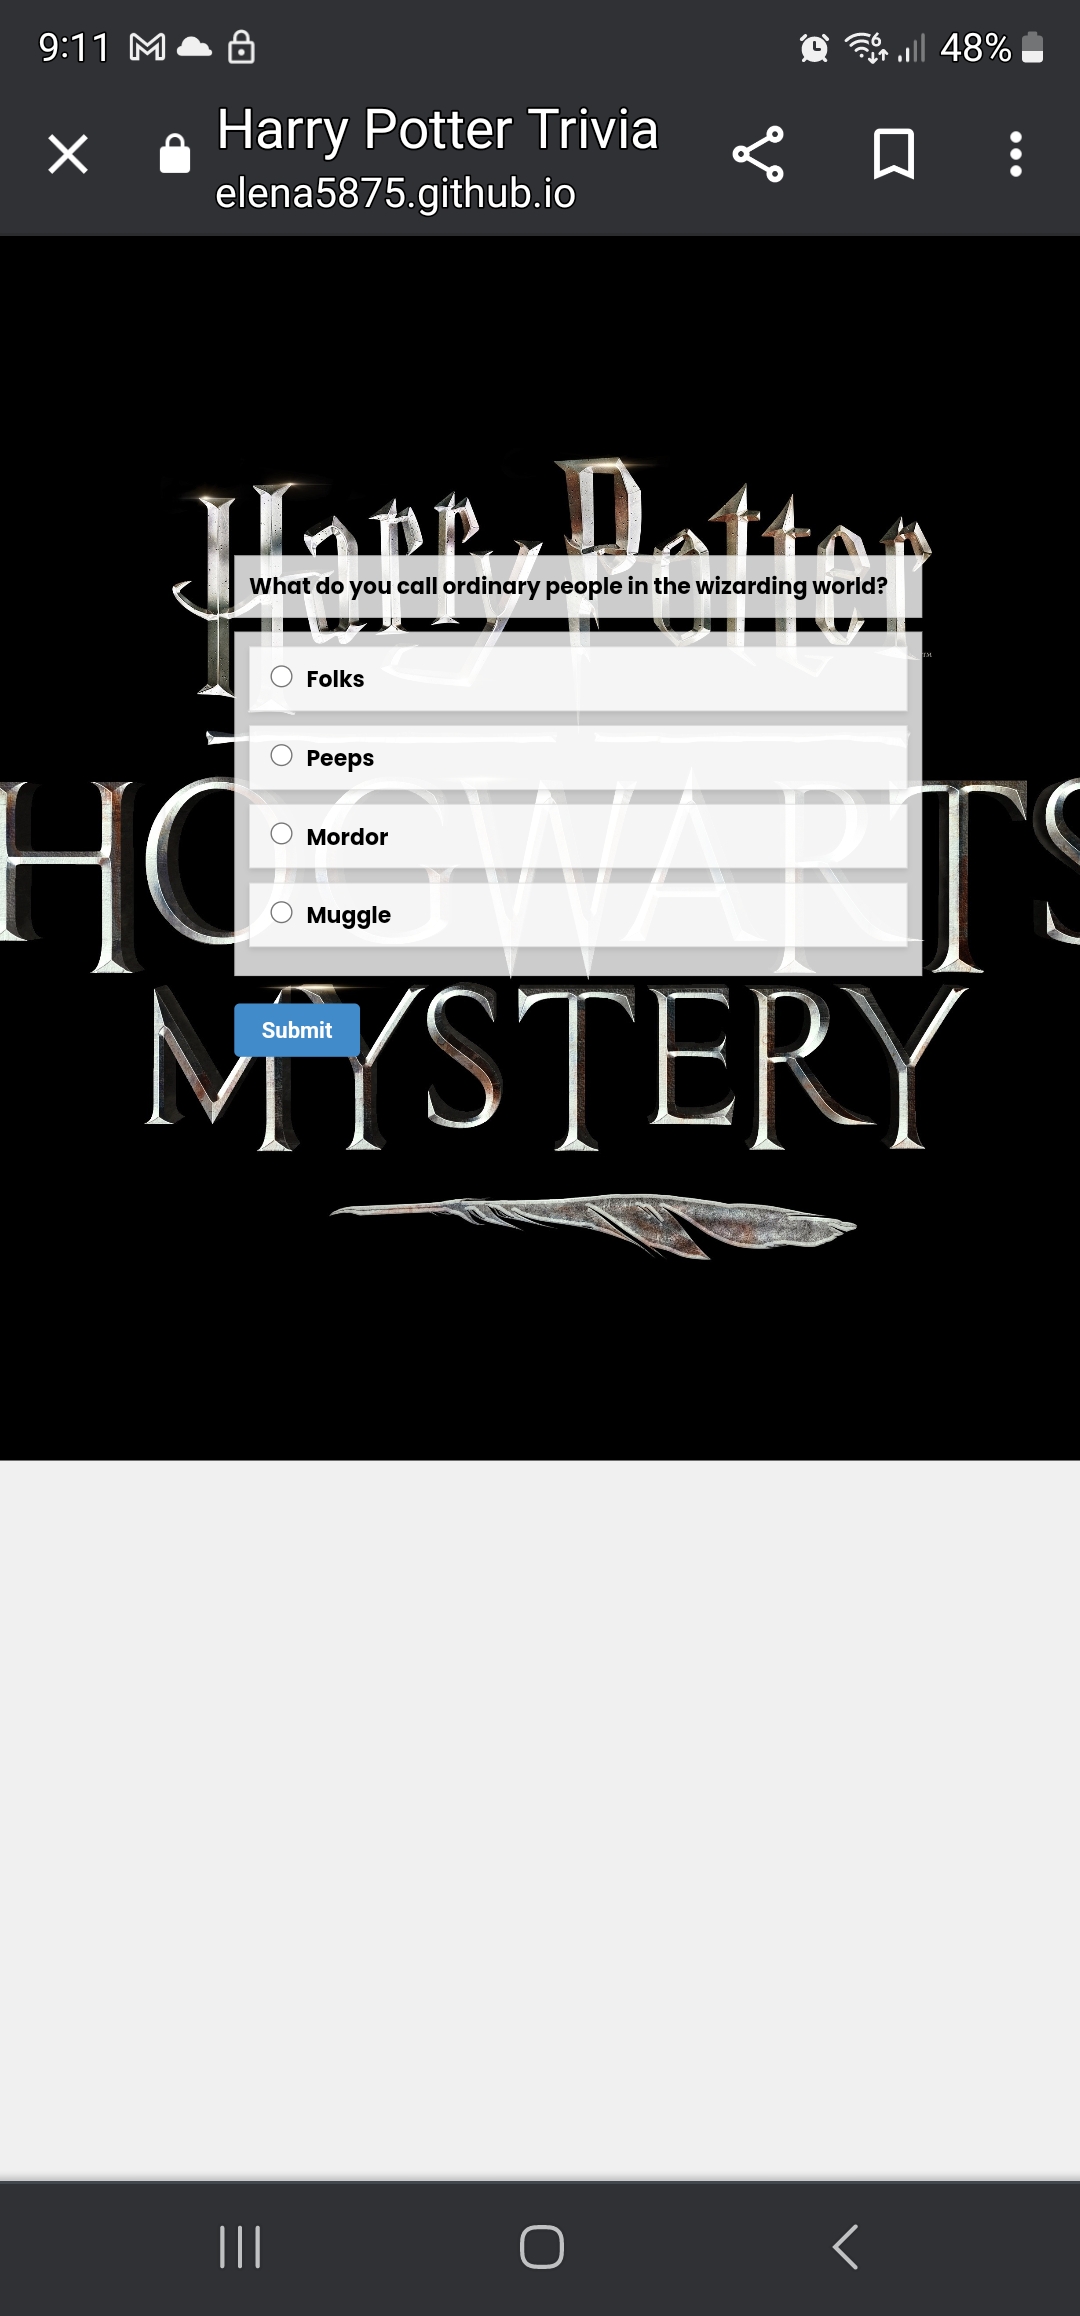 9:11 48%
Harry Potter Trivia
elena5875.github.io
Harry Potter
TM
What do you call ordinary people in the wizarding world?
Folks
Peeps
HOGWARTS
Mordor
Muggle
MYSTERY
Submit